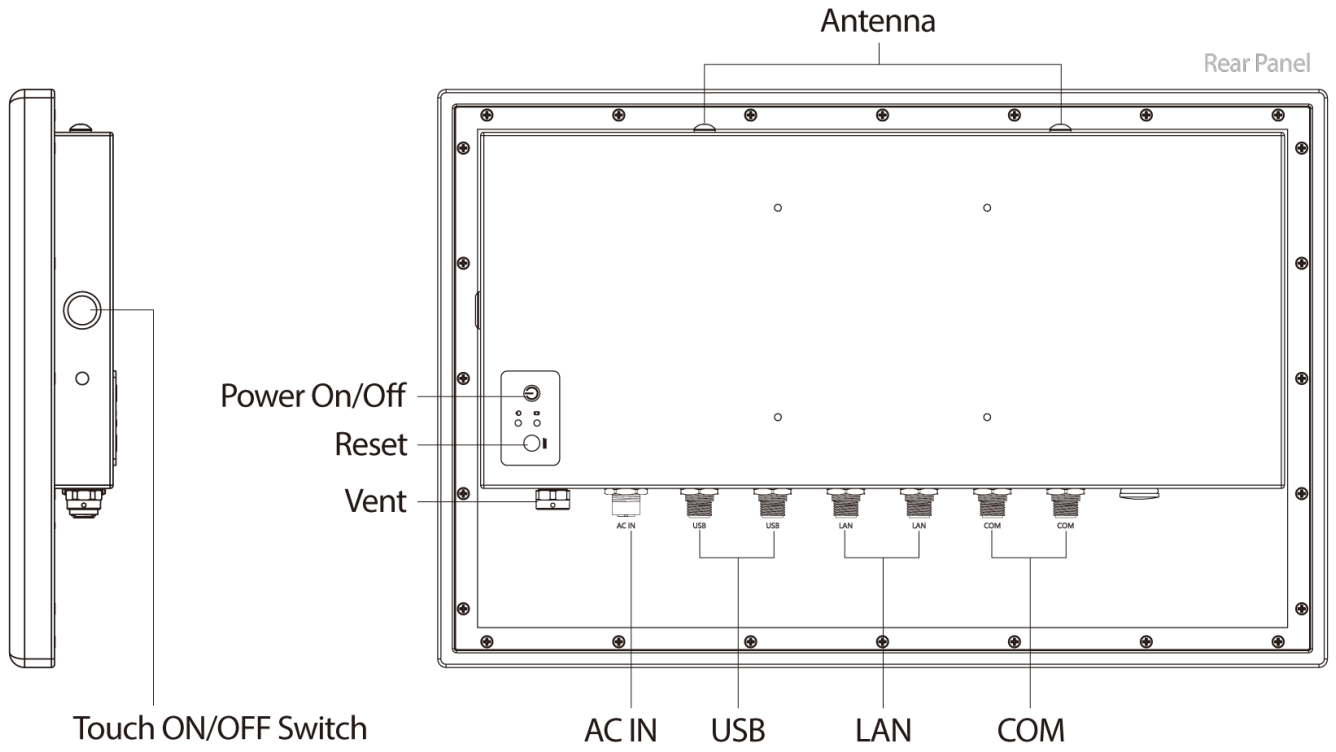 Antenna
Rear Panel
Power On/Off
Reset
Vent
AC IN USB USB LAN LAN COM COM
Touch ON/OFF Switch
AC IN USB LAN COM